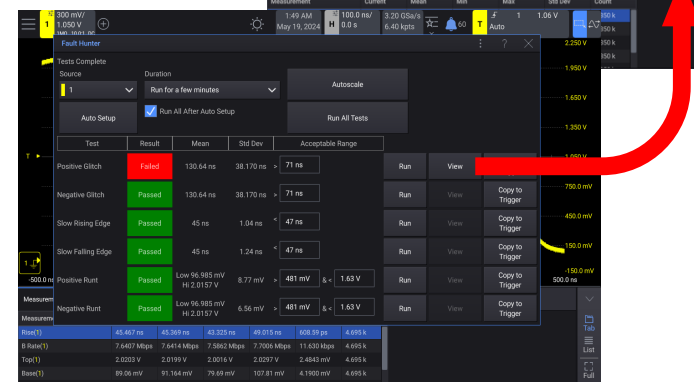 Measurement Current Mean Min Max Std Dev Count
1 300 mV/ 1:49 AM H 100.0 ns/ 3.20 GSa/s 60 T 1 1.06 V
1.050 V May 19, 2024 0.0 s 6.40 kpts Auto
Fault Hunter ? 2.250 V
Tests Complete
Source Duration 1.950 V
1 Run for a few minutes Autoscale
1.650 V
Auto Setup Run All After Auto Setup Run All Tests
1.350 V
Test Result Mean Std Dev Acceptable Range
T 1.050 V
Positive Glitch Failed 130.64 ns 38.170 ns > 71 ns Run View
750.0 mV
Negative Glitch Passed 130.64 ns 38.170 ns > 71 ns Run View Copy to Trigger
450.0 mV
Slow Rising Edge Passed 45 ns 1.04 ns < 47 ns Run View Copy to Trigger
150.0 mV
Slow Falling Edge Passed 45 ns 1.24 ns < 47 ns Run View Copy to Trigger
1 -150.0 mV
-500.0 ns 500.0 ns
Positive Runt Passed Low 96.985 mV Hi 2.0157 V 8.77 mV > 481 mV & < 1.63 V Run View Copy to Trigger
Negative Runt Passed Low 96.985 mV Hi 2.0157 V 6.56 mV > 481 mV & < 1.63 V Run View Copy to Trigger
Measurem
Measureme
Tab
Rise(1) 45.467 ns 45.369 ns 43.325 ns 49.015 ns 608.59 ps 4.695 k
B Rate(1) 7.6407 Mbps 7.6414 Mbps 7.5862 Mbps 7.7006 Mbps 11.630 kbps 4.695 k
List
Top(1) 2.0203 V 2.0199 V 2.0016 V 2.0297 V 2.4843 mV 4.695 k
Base(1) 89.06 mV 91.164 mV 79.69 mV 107.81 mV 4.1900 mV 4.695 k
Full